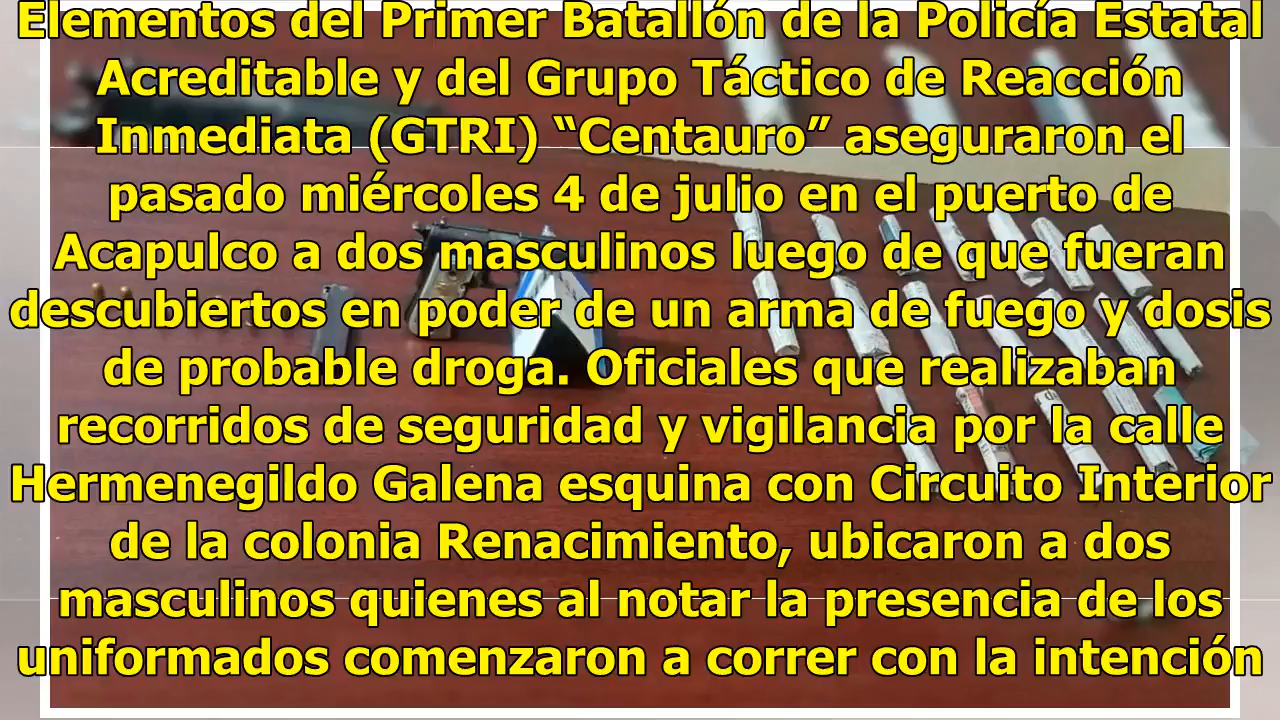 Elementos del Primer Batallón de la Policía Estatal
Acreditable y del Grupo Táctico de Reacción
Inmediata (GTRI) “Centauro” aseguraron el
pasado miércoles 4 de julio en el puerto de
Acapulco a dos masculinos luego de que fueran
descubiertos en poder de un arma de fuego y dosis
de probable droga. Oficiales que realizaban
recorridos de seguridad y vigilancia por la calle
Hermenegildo Galena esquina con Circuito Interior
de la colonia Renacimiento, ubicaron a dos
masculinos quienes al notar la presencia de los
uniformados comenzaron a correr con la intención